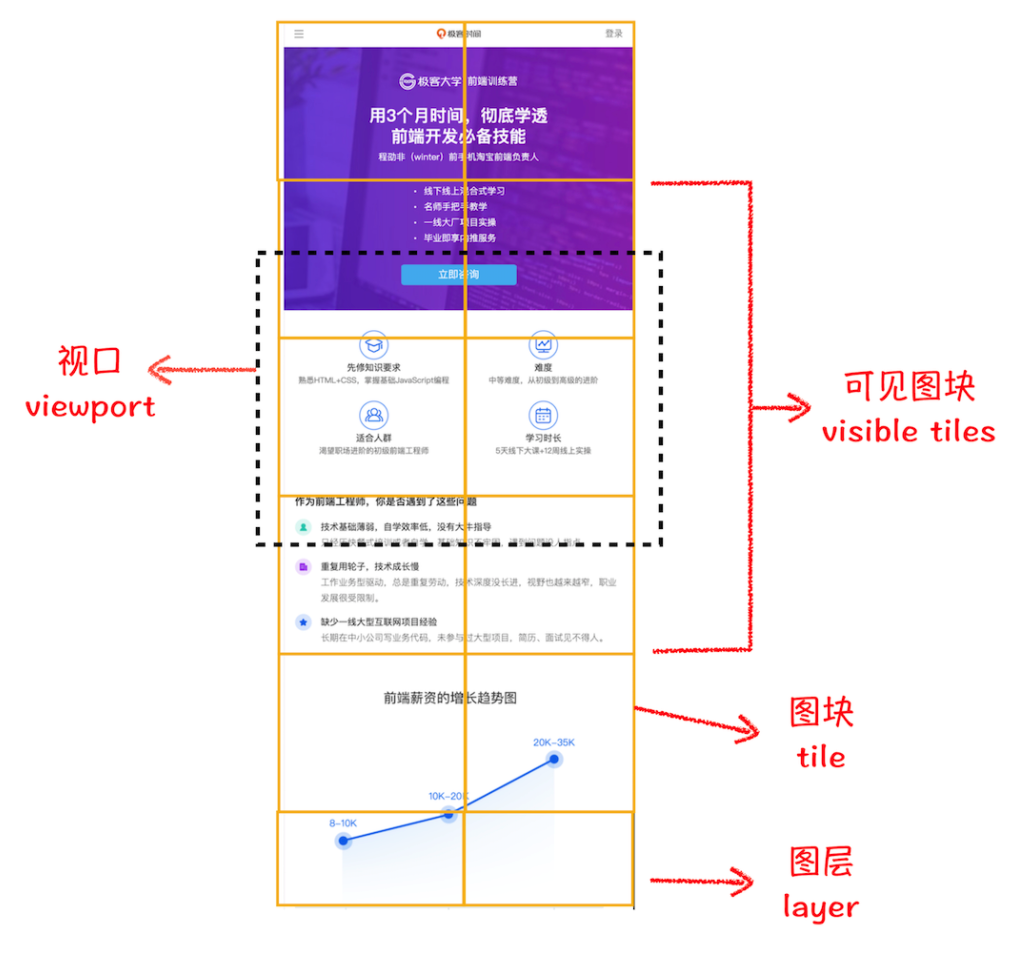 极客时间
登录
极客大学 前端训练营
用3个月时间，彻底学透
前端开发必备技能
程劭非（winter）前手机淘宝前端负责人
· 线下线上混合式学习
· 名师手把手教学
· 一线大厂项目实操
· 毕业即享内推服务
立即咨询
视口
viewport
先修知识要求
熟悉HTML+CSS、掌握基础JavaScript编程
难度
中等难度，从初级到高级的进阶
适合人群
渴望职场进阶的初级前端工程师
学习时长
5天线下大课+12周线上实操
可见图块
visible tiles
作为前端工程师，你是否遇到了这些问题
技术基础薄弱，自学效率低，没有大牛指导
重复用轮子，技术成长慢
工作业务型驱动，总是重复劳动，技术深度没长进，视野也越来越窄，职业
发展很受限制。
缺少一线大型互联网项目经验
长期在中小公司写业务代码，未参与过大型项目，简历、面试见不得人。
前端薪资的增长趋势图
图块
tile
20K-35K
10K-20K
8-10K
图层
layer